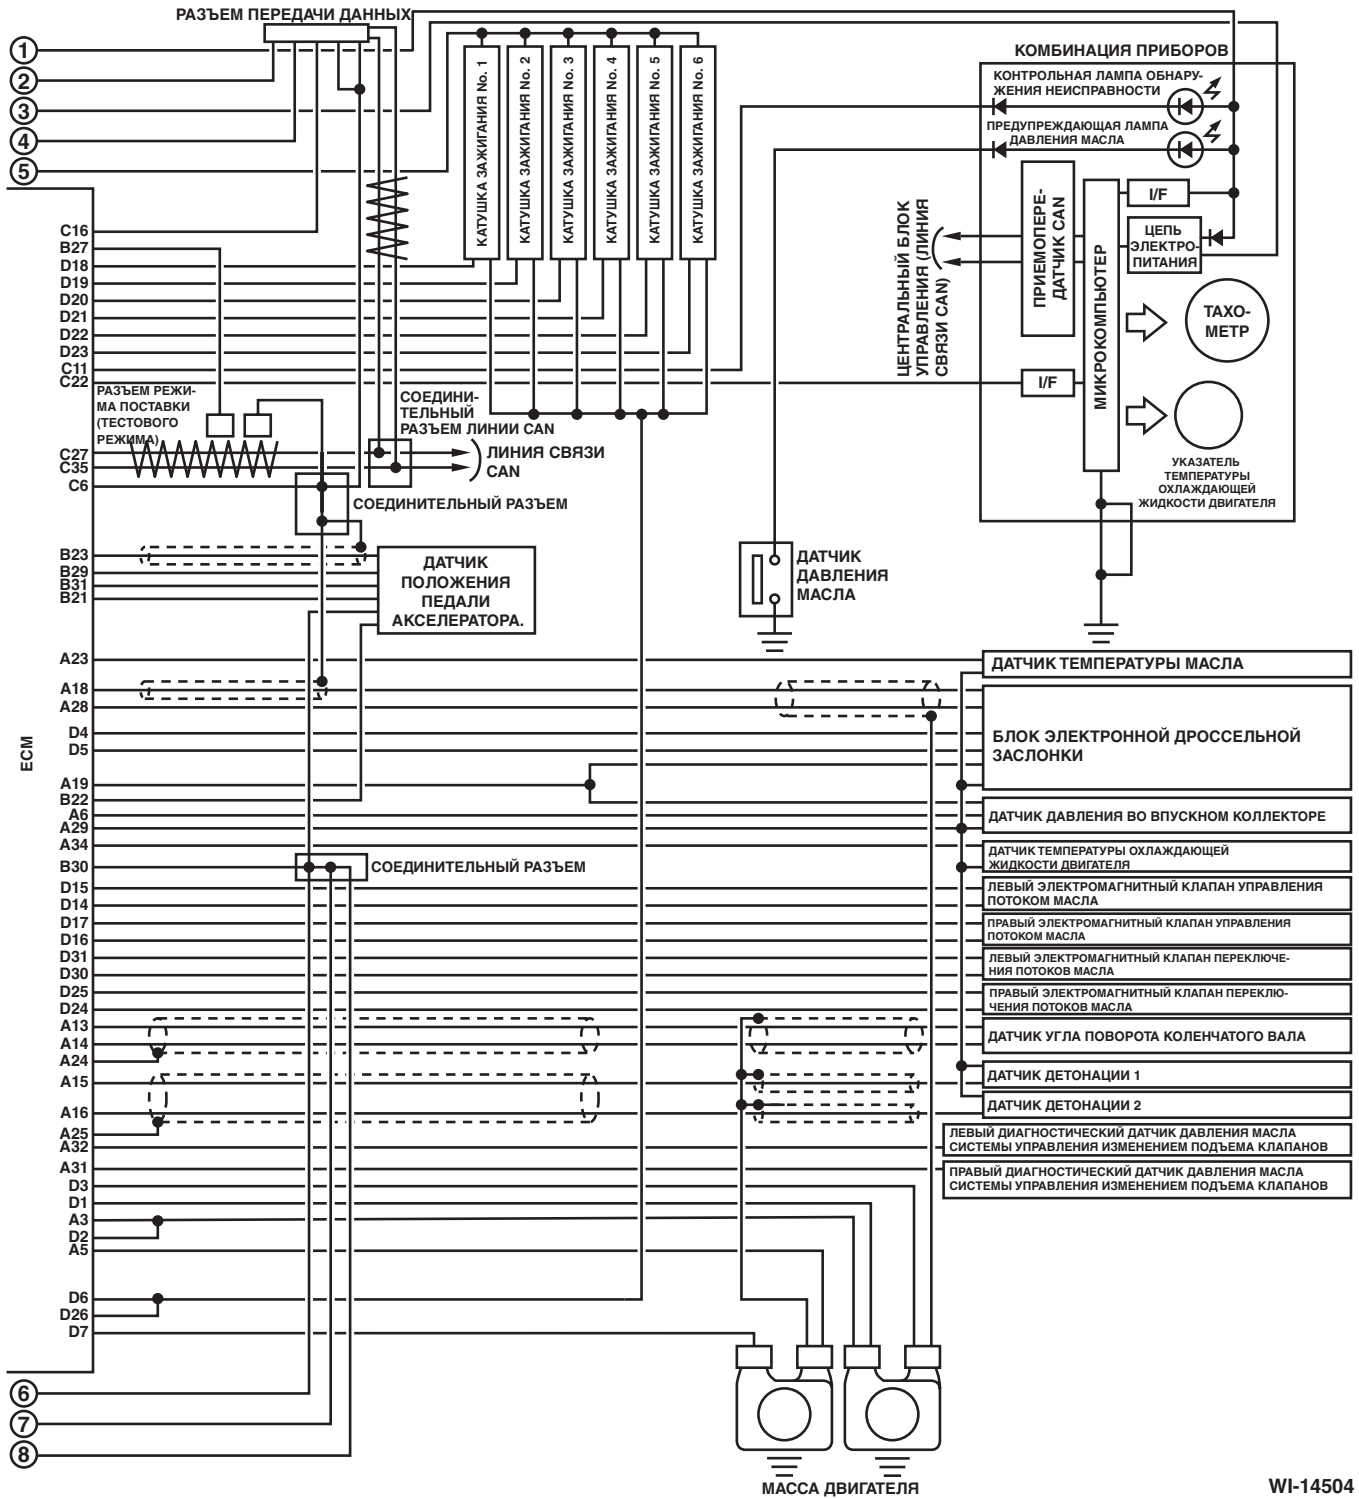 РАЗЪЕМ ПЕРЕДАЧИ ДАННЫХ
1
2
3
4
5
КАТУШКА ЗАЖИГАНИЯ No. 1
КАТУШКА ЗАЖИГАНИЯ No. 2
КАТУШКА ЗАЖИГАНИЯ No. 3
КАТУШКА ЗАЖИГАНИЯ No. 4
КАТУШКА ЗАЖИГАНИЯ No. 5
КАТУШКА ЗАЖИГАНИЯ No. 6
КОМБИНАЦИЯ ПРИБОРОВ
КОНТРОЛЬНАЯ ЛАМПА ОБНАРУ-
ЖЕНИЯ НЕИСПРАВНОСТИ
ПРЕДУПРЕЖДАЮЩАЯ ЛАМПА
ДАВЛЕНИЯ МАСЛА
ЦЕНТРАЛЬНЫЙ БЛОК
УПРАВЛЕНИЯ (ЛИНИЯ
СВЯЗИ CAN)
ПРИЕМОПЕРЕ-
ДАТЧИК CAN
МИКРОКОМПЬЮТЕР
I/F
ЦЕПЬ
ЭЛЕКТРО-
ПИТАНИЯ
ТАХО-
МЕТР
I/F
УКАЗАТЕЛЬ
ТЕМПЕРАТУРЫ
ОХЛАЖДАЮЩЕЙ
ЖИДКОСТИ ДВИГАТЕЛЯ
C16
B27
D18
D19
D20
D21
D22
D23
C11
C22
РАЗЪЕМ РЕЖИ-
МА ПОСТАВКИ
(ТЕСТОВОГО
РЕЖИМА)
СОЕДИНИ-
ТЕЛЬНЫЙ
РАЗЪЕМ ЛИНИИ CAN
ЛИНИЯ СВЯЗИ
CAN
C27
C35
C6
СОЕДИНИТЕЛЬНЫЙ РАЗЪЕМ
B23
B29
B31
B21
ДАТЧИК
ПОЛОЖЕНИЯ
ПЕДАЛИ
АКСЕЛЕРАТОРА.
ДАТЧИК
ДАВЛЕНИЯ
МАСЛА
ECM
A23
A18
A28
D4
D5
A19
B22
A6
A29
A34
B30
СОЕДИНИТЕЛЬНЫЙ РАЗЪЕМ
D15
D14
D17
D16
D31
D30
D25
D24
A13
A14
A24
A15
A16
A25
A32
A31
D3
D1
A3
D2
A5
D6
D26
D7
ДАТЧИК ТЕМПЕРАТУРЫ МАСЛА
БЛОК ЭЛЕКТРОННОЙ ДРОССЕЛЬНОЙ
ЗАСЛОНКИ
ДАТЧИК ДАВЛЕНИЯ ВО ВПУСКНОМ КОЛЛЕКТОРЕ
ДАТЧИК ТЕМПЕРАТУРЫ ОХЛАЖДАЮЩЕЙ
ЖИДКОСТИ ДВИГАТЕЛЯ
ЛЕВЫЙ ЭЛЕКТРОМАГНИТНЫЙ КЛАПАН УПРАВЛЕНИЯ
ПОТОКОМ МАСЛА
ПРАВЫЙ ЭЛЕКТРОМАГНИТНЫЙ КЛАПАН УПРАВЛЕНИЯ
ПОТОКОМ МАСЛА
ЛЕВЫЙ ЭЛЕКТРОМАГНИТНЫЙ КЛАПАН ПЕРЕКЛЮЧЕ-
НИЯ ПОТОКОВ МАСЛА
ПРАВЫЙ ЭЛЕКТРОМАГНИТНЫЙ КЛАПАН ПЕРЕКЛЮ-
ЧЕНИЯ ПОТОКОВ МАСЛА
ДАТЧИК УГЛА ПОВОРОТА КОЛЕНЧАТОГО ВАЛА
ДАТЧИК ДЕТОНАЦИИ 1
ДАТЧИК ДЕТОНАЦИИ 2
ЛЕВЫЙ ДИАГНОСТИЧЕСКИЙ ДАТЧИК ДАВЛЕНИЯ МАСЛА
СИСТЕМЫ УПРАВЛЕНИЯ ИЗМЕНЕНИЕМ ПОДЪЕМА КЛАПАНОВ
ПРАВЫЙ ДИАГНОСТИЧЕСКИЙ ДАТЧИК ДАВЛЕНИЯ МАСЛА
СИСТЕМЫ УПРАВЛЕНИЯ ИЗМЕНЕНИЕМ ПОДЪЕМА КЛАПАНОВ
6
7
8
МАССА ДВИГАТЕЛЯ
WI-14504